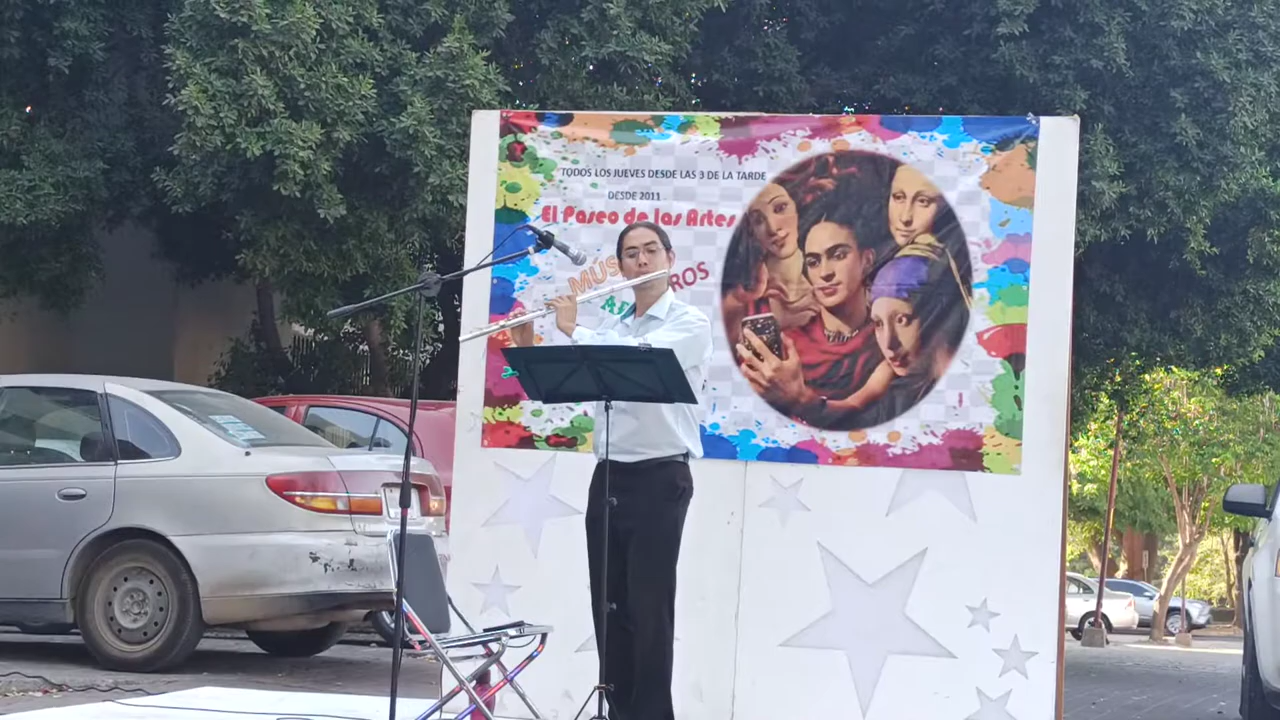 TODOS LOS JUEVES DESDE LAS 3 DE LA TARDE
DESDE 2011
El Paseo de las Artes